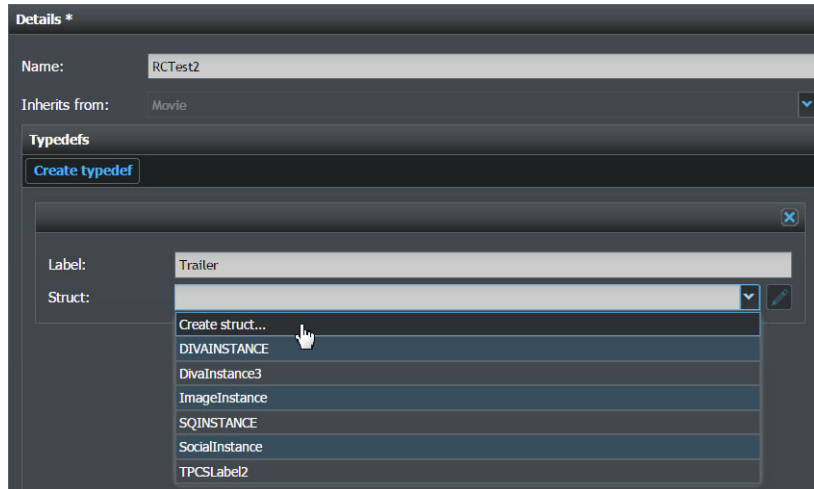 Details *
Name: RCTest2
Inherits from: Movie
Typedefs
Create typedef
Label: Trailer
Struct:
Create struct...
DIVAINSTANCE
DivaInstance3
ImageInstance
SQINSTANCE
SocialInstance
TPCSLabel2